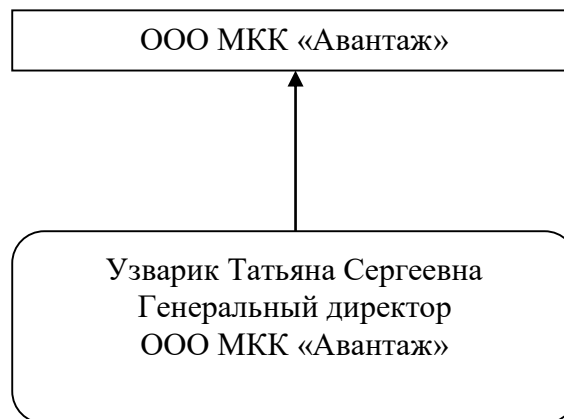 ООО МКК «Авантаж»
Узварик Татьяна Сергеевна
Генеральный директор
ООО МКК «Авантаж»